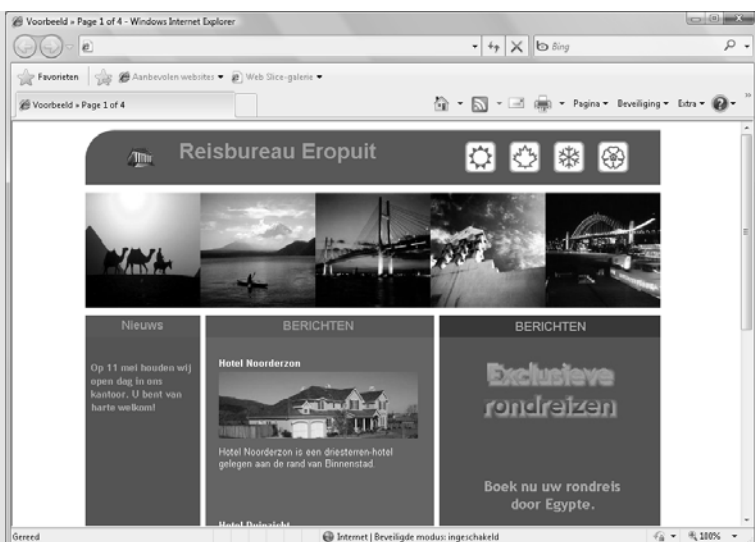 Voorbeeld » Page 1 of 4 - Windows Internet Explorer
Bing
Favorieten
Aanbevolen websites
Web Slice-galerie
Voorbeeld » Page 1 of 4
Pagina
Beveiliging
Extra
»
Reisbureau Eropuit
Nieuws
Op 11 mei houden wij
open dag in ons
kantoor. U bent van
harte welkom!
BERICHTEN
Hotel Noorderzon
Hotel Noorderzon is een driesterren-hotel
gelegen aan de rand van Binnenstad.
Hotel Duinzicht
BERICHTEN
Exclusieve
rondreizen
Boek nu uw rondreis
door Egypte.
Gereed
Internet | Beveiligde modus: ingeschakeld
100%